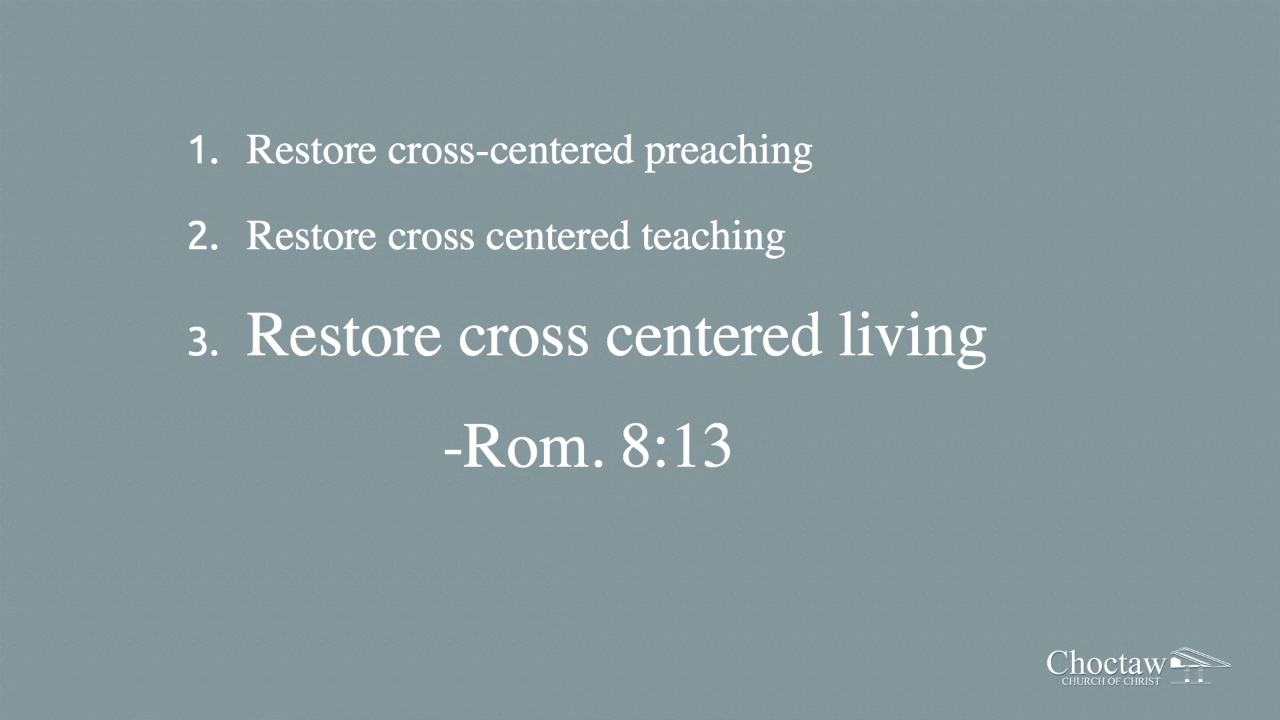 1. Restore cross-centered preaching
2. Restore cross centered teaching
3. Restore cross centered living
-Rom. 8:13
Choctaw
CHURCH OF CHRIST